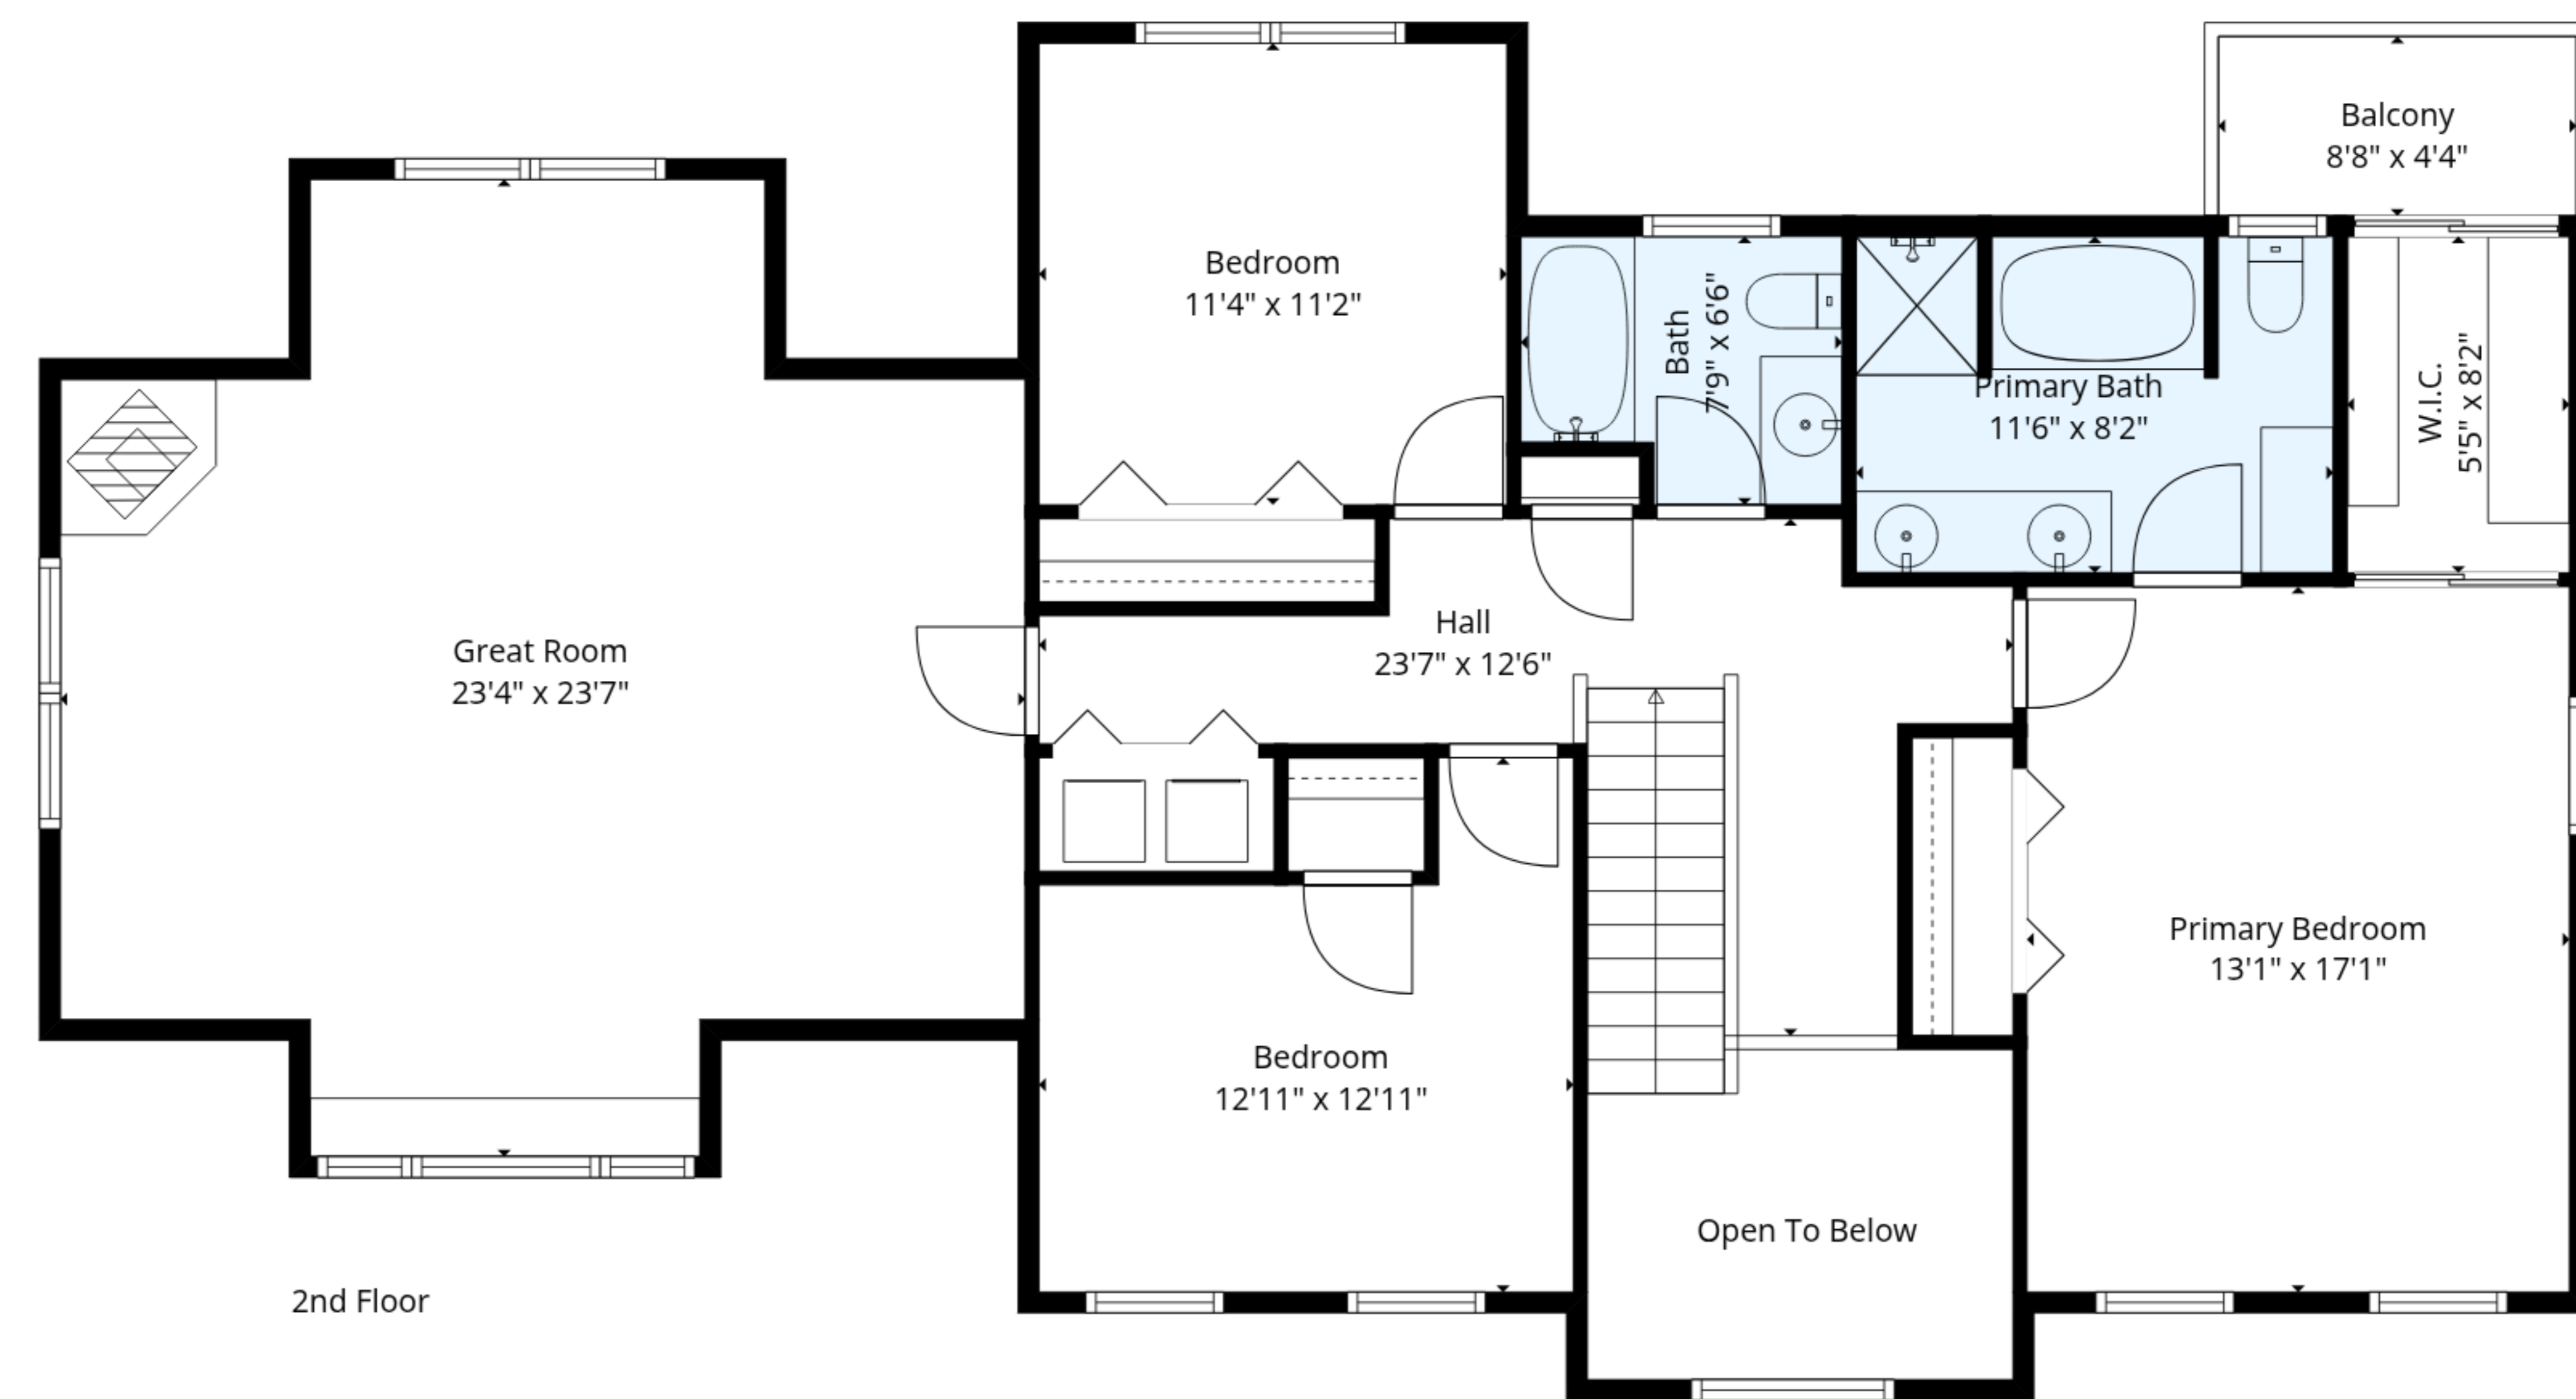 Balcony
8'8" x 4'4"
Bedroom
11'4" x 11'2"
Bath
7'9" x 6'6"
Primary Bath
11'6" x 8'2"
W.I.C.
5'5" x 8'2"
Great Room
23'4" x 23'7"
Hall
23'7" x 12'6"
Primary Bedroom
13'1" x 17'1"
Bedroom
12'11" x 12'11"
Open To Below
2nd Floor